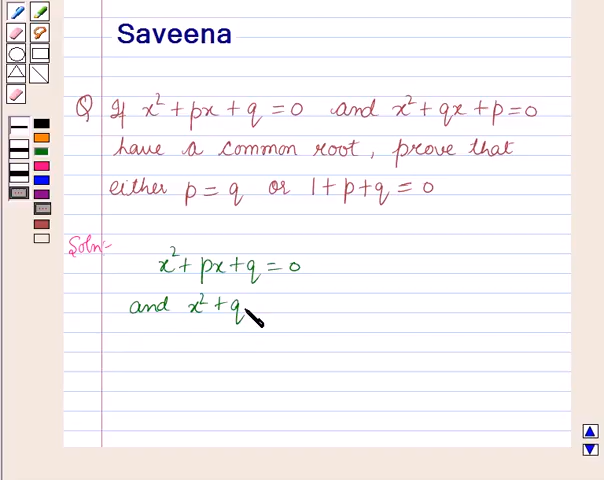 Saveena
Q If x² + px + q = 0 and x² + qx + p = 0
have a common root, prove that
either p = q or 1 + p + q = 0
Soln:-
x² + px + q = 0
and x² + q